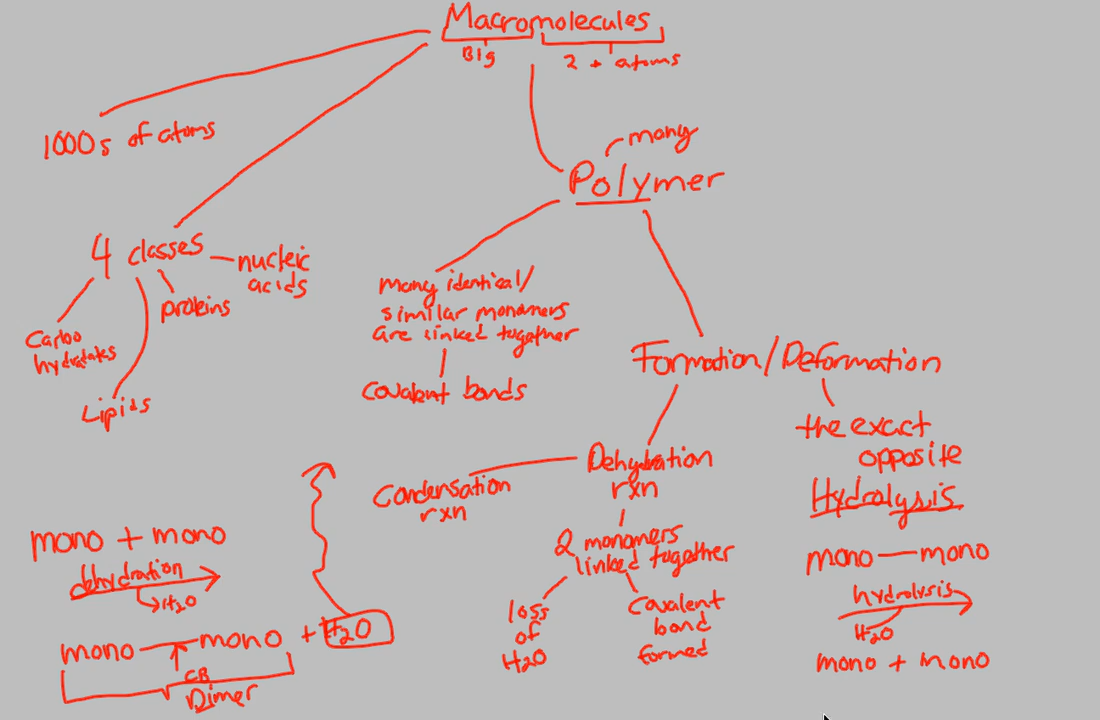 Macromolecules
Big
2 + atoms
1000s of atoms
many
Polymer
4 classes
nucleic
acids
proteins
Carbo
hydrates
Lipids
Many identical/
similar monomers
are linked together
Covalent bonds
Formation/Deformation
the exact
opposite
Hydrolysis
Dehydration
rxn
Condensation
rxn
2 monomers
linked together
loss
of
H2O
Covalent
bond
formed
mono + mono
dehydration
H2O
mono — mono + H2O
CB
Dimer
mono — mono
hydrolysis
H2O
mono + mono